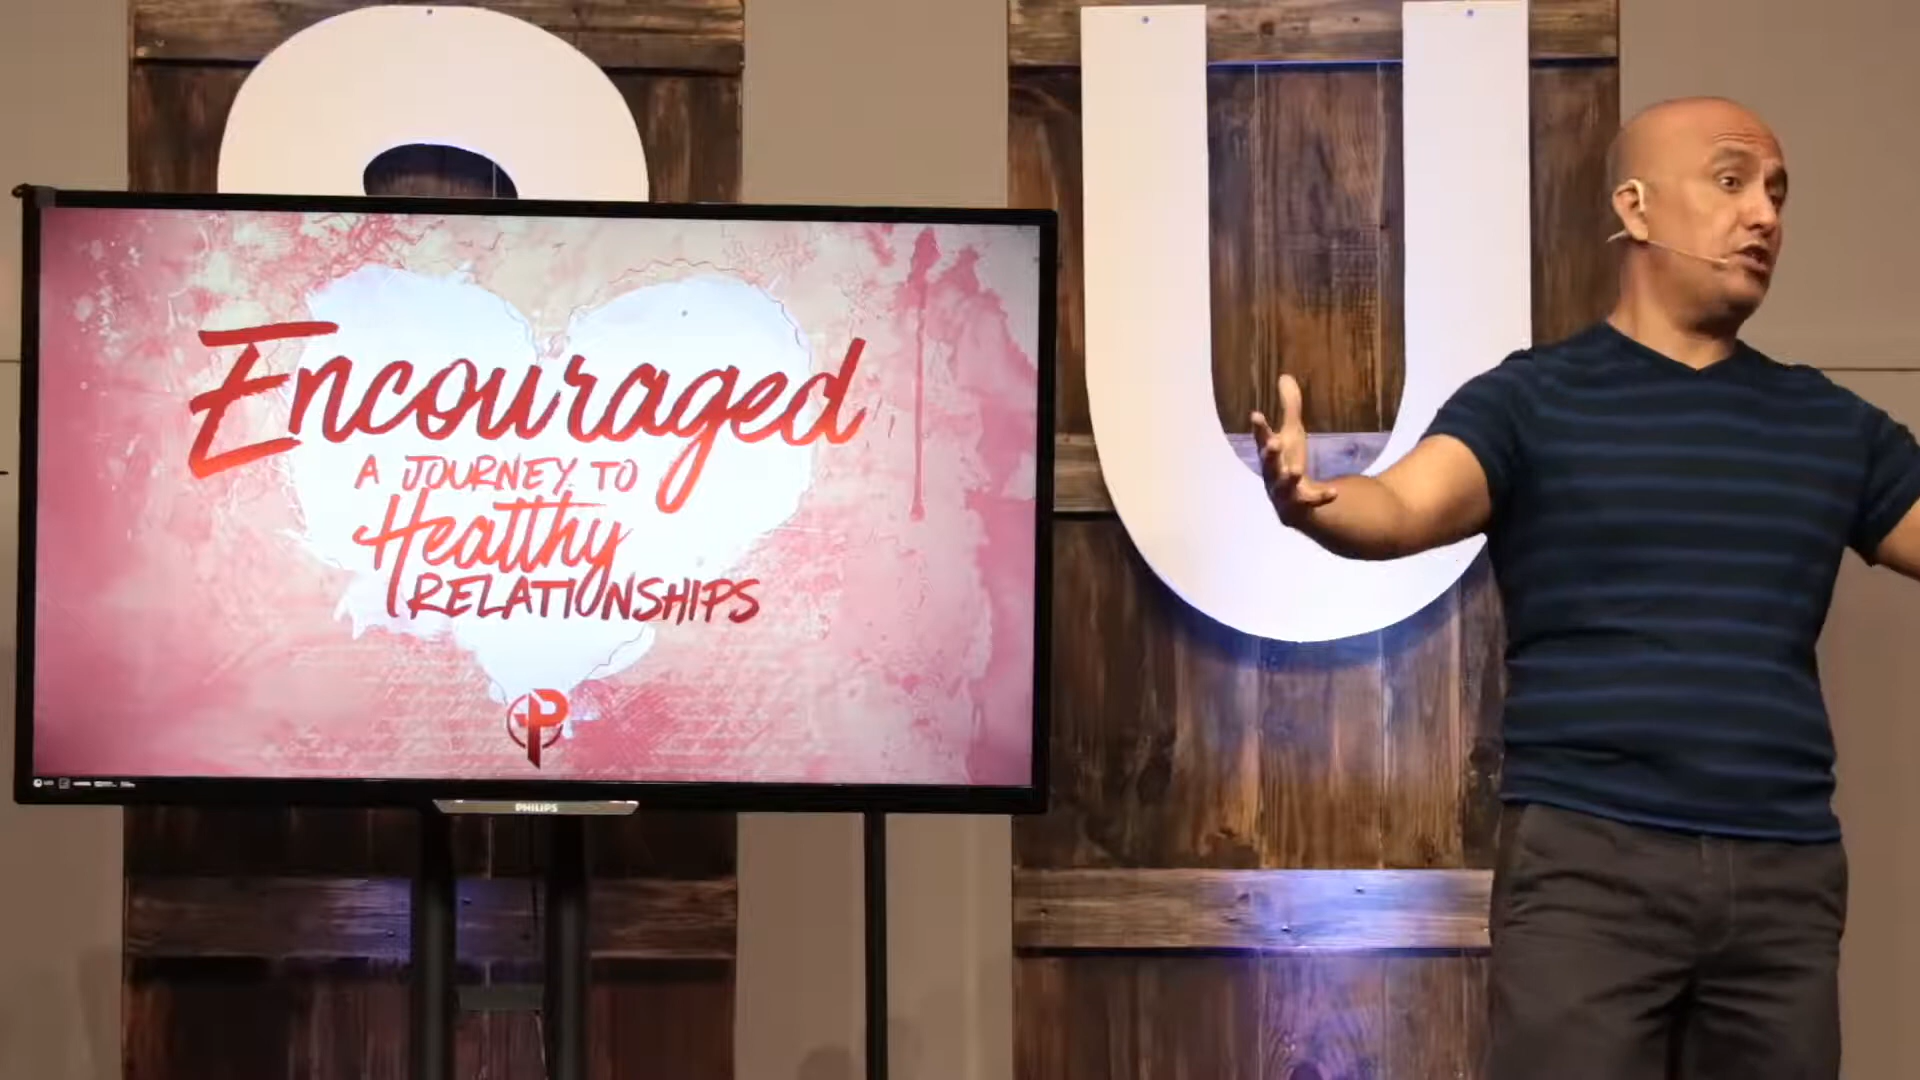 U
Encouraged
A JOURNEY TO
Healthy
RELATIONSHIPS
P
PHILIPS